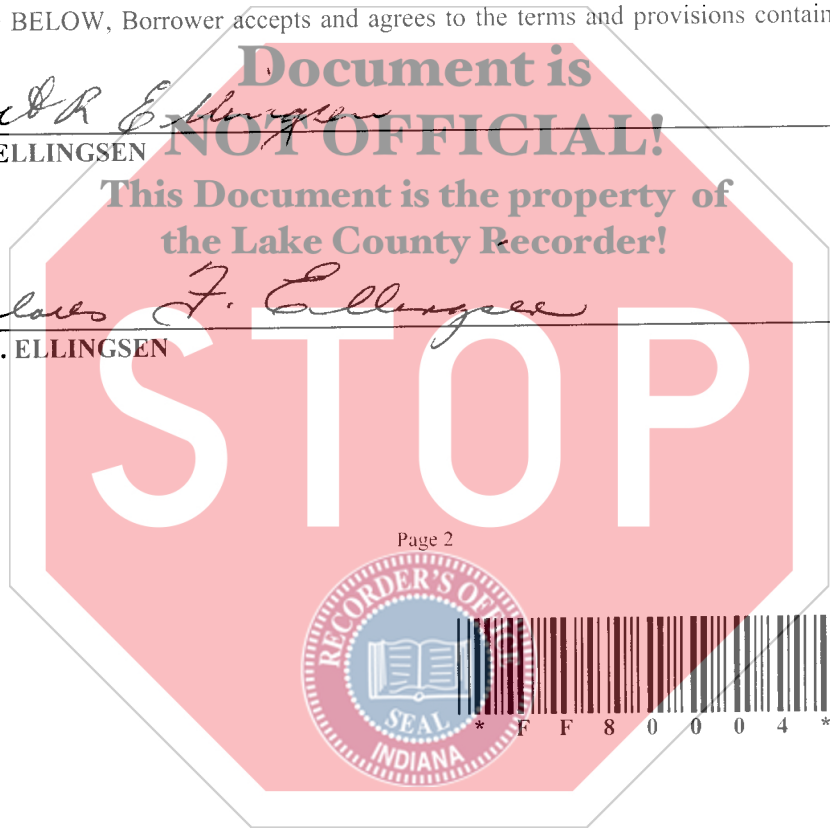 BELOW, Borrower accepts and agrees to the terms and provisions contain
Document is
R Ellingsen
NOT OFFICIAL!
ELLINGSEN
This Document is the property of
the Lake County Recorder!
F. Ellingsen
. ELLINGSEN
STOP
Page 2
RECORDER'S OFFICE
SEAL
INDIANA
* F F 8 0 0 0 4 *